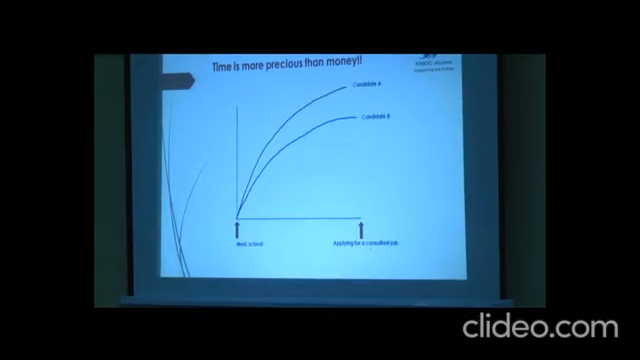 Time is more precious than money!!
Candidate A
Candidate B
Med. school
Applying for a consultant job
clideo.com